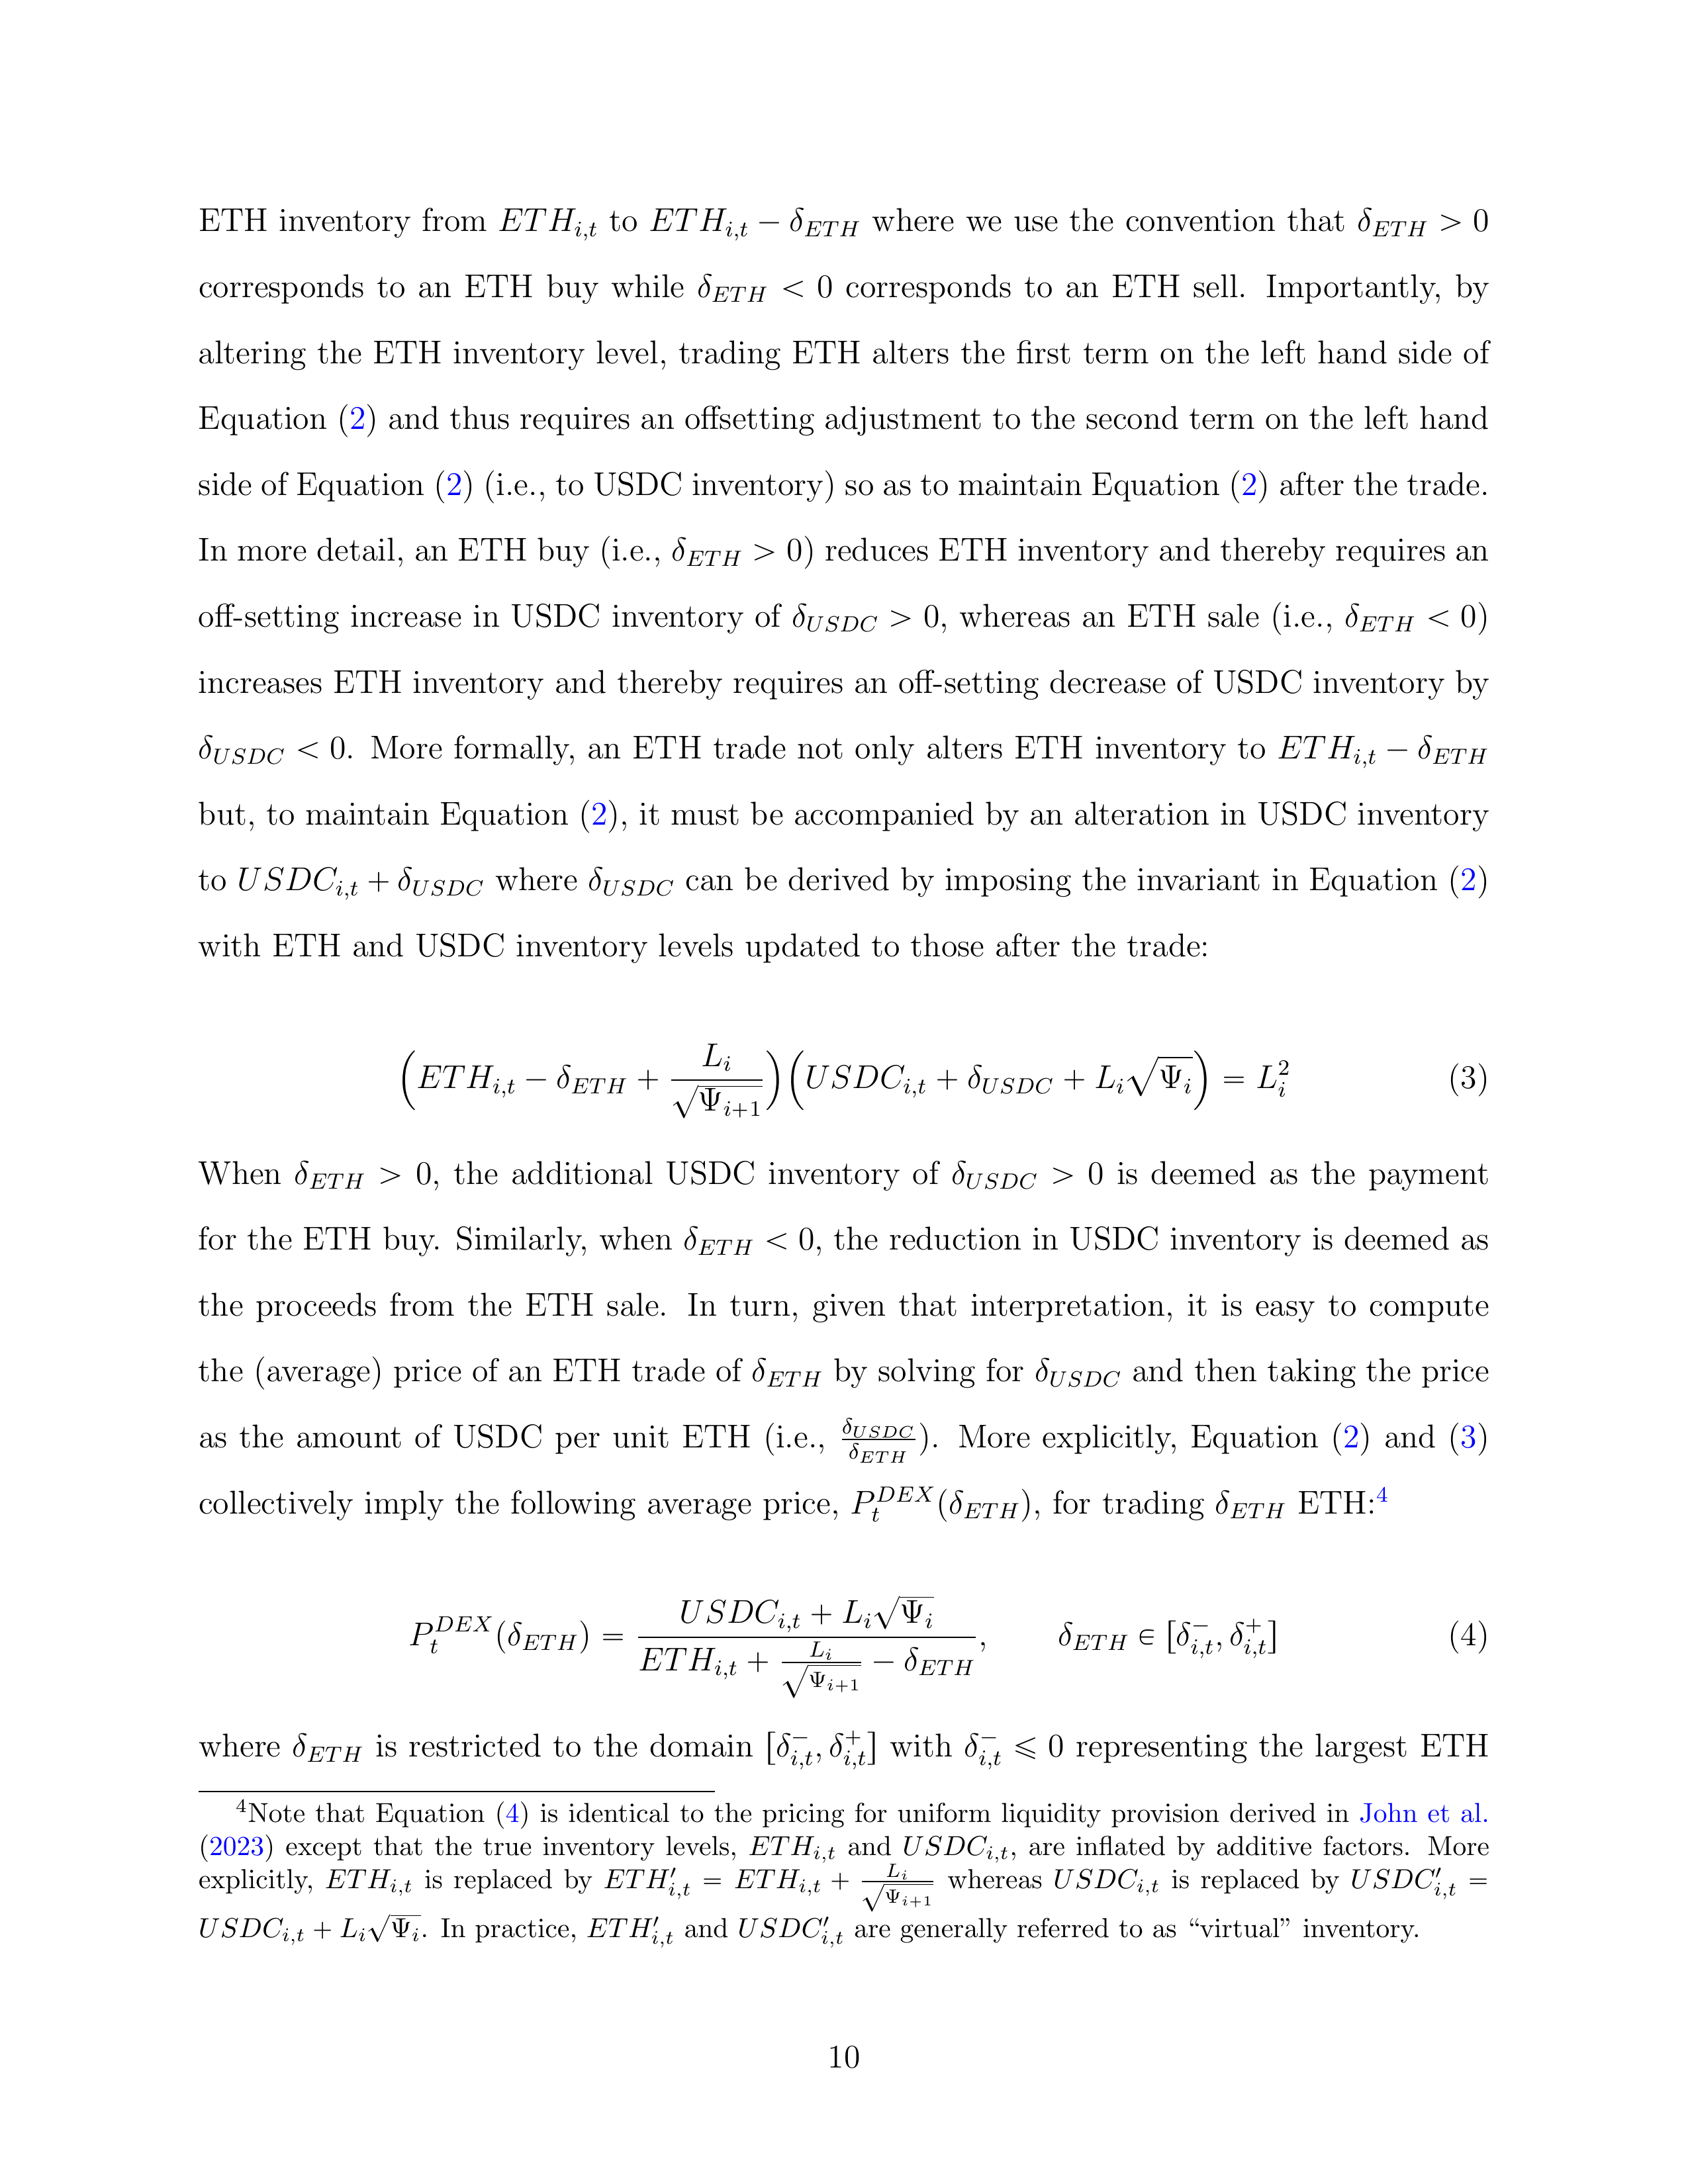 ETH inventory from $ETH_{i,t}$ to $ETH_{i,t} - \delta_{ETH}$ where we use the convention that $\delta_{ETH} > 0$
corresponds to an ETH buy while $\delta_{ETH} < 0$ corresponds to an ETH sell. Importantly, by
altering the ETH inventory level, trading ETH alters the first term on the left hand side of
Equation (2) and thus requires an offsetting adjustment to the second term on the left hand
side of Equation (2) (i.e., to USDC inventory) so as to maintain Equation (2) after the trade.
In more detail, an ETH buy (i.e., $\delta_{ETH} > 0$) reduces ETH inventory and thereby requires an
off-setting increase in USDC inventory of $\delta_{USDC} > 0$, whereas an ETH sale (i.e., $\delta_{ETH} < 0$)
increases ETH inventory and thereby requires an off-setting decrease of USDC inventory by
$\delta_{USDC} < 0$. More formally, an ETH trade not only alters ETH inventory to $ETH_{i,t} - \delta_{ETH}$
but, to maintain Equation (2), it must be accompanied by an alteration in USDC inventory
to $USDC_{i,t} + \delta_{USDC}$ where $\delta_{USDC}$ can be derived by imposing the invariant in Equation (2)
with ETH and USDC inventory levels updated to those after the trade:
$\left(ETH_{i,t} - \delta_{ETH} + \frac{L_i}{\sqrt{\Psi_{i+1}}}\right)\left(USDC_{i,t} + \delta_{USDC} + L_i\sqrt{\Psi_i}\right) = L_i^2$ (3)
When $\delta_{ETH} > 0$, the additional USDC inventory of $\delta_{USDC} > 0$ is deemed as the payment
for the ETH buy. Similarly, when $\delta_{ETH} < 0$, the reduction in USDC inventory is deemed as
the proceeds from the ETH sale. In turn, given that interpretation, it is easy to compute
the (average) price of an ETH trade of $\delta_{ETH}$ by solving for $\delta_{USDC}$ and then taking the price
as the amount of USDC per unit ETH (i.e., $\frac{\delta_{USDC}}{\delta_{ETH}}$). More explicitly, Equation (2) and (3)
collectively imply the following average price, $P_t^{DEX}(\delta_{ETH})$, for trading $\delta_{ETH}$ ETH:$^4$
$P_t^{DEX}(\delta_{ETH}) = \frac{USDC_{i,t} + L_i\sqrt{\Psi_i}}{ETH_{i,t} + \frac{L_i}{\sqrt{\Psi_{i+1}}} - \delta_{ETH}}, \quad \delta_{ETH} \in [\delta_{i,t}^-, \delta_{i,t}^+]$ (4)
where $\delta_{ETH}$ is restricted to the domain $[\delta_{i,t}^-, \delta_{i,t}^+]$ with $\delta_{i,t}^- \leqslant 0$ representing the largest ETH
$^4$Note that Equation (4) is identical to the pricing for uniform liquidity provision derived in John et al.
(2023) except that the true inventory levels, $ETH_{i,t}$ and $USDC_{i,t}$, are inflated by additive factors. More
explicitly, $ETH_{i,t}$ is replaced by $ETH'_{i,t} = ETH_{i,t} + \frac{L_i}{\sqrt{\Psi_{i+1}}}$ whereas $USDC_{i,t}$ is replaced by $USDC'_{i,t} =$
$USDC_{i,t} + L_i\sqrt{\Psi_i}$. In practice, $ETH'_{i,t}$ and $USDC'_{i,t}$ are generally referred to as “virtual” inventory.
10